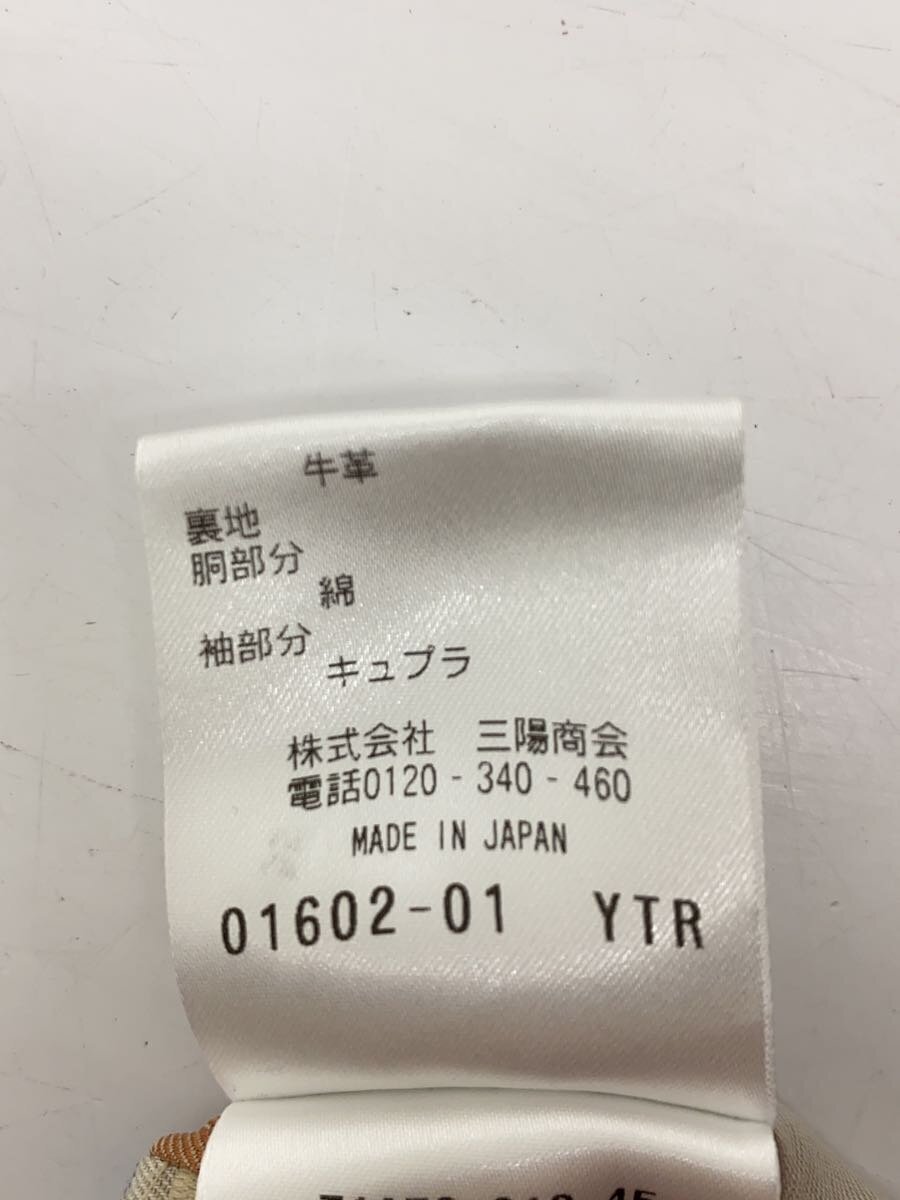 牛革
裏地
胴部分
綿
袖部分
キュプラ
株式会社　三陽商会
電話0120 - 340 - 460
MADE IN JAPAN
01602-01 YTR